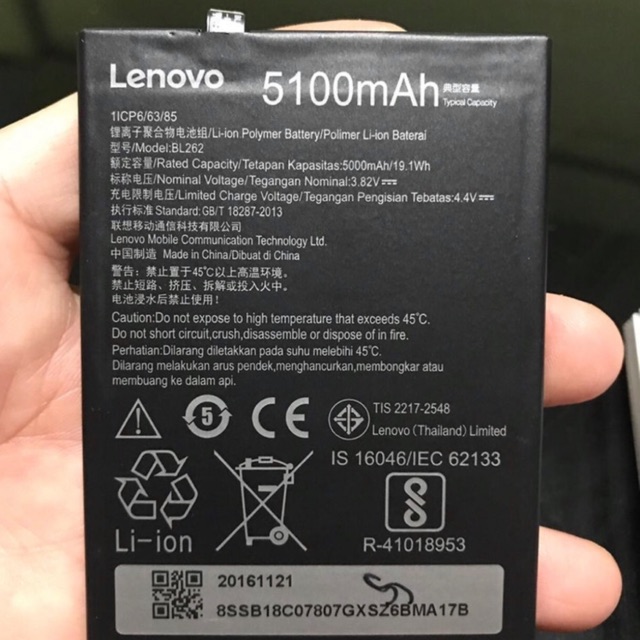 Lenovo 5100mAh 典型容量 Typical Capacity
1ICP6/63/85
锂离子聚合物电池组/Li-ion Polymer Battery/Polimer Li-ion Baterai
型号/Model:BL262
额定容量/Rated Capacity/Tetapan Kapasitas:5000mAh/19.1Wh
标称电压/Nominal Voltage/Tegangan Nominal:3.82V⎓
充电限制电压/Limited Charge Voltage/Tegangan Pengisian Tebatas:4.4V⎓
执行标准 Standard:GB/T 18287-2013
联想移动通信科技有限公司
Lenovo Mobile Communication Technology Ltd.
中国制造 Made in China/Dibuat di China
警告: 禁止置于45℃以上高温环境。
禁止短路、挤压、拆解或投入火中。
电池浸水后禁止使用!
Caution:Do not expose to high temperature that exceeds 45℃.
Do not short circuit,crush,disassemble or dispose of in fire.
Perhatian:Dilarang diletakkan pada suhu melebihi 45℃.
Dilarang melakukan arus pendek,menghancurkan,membongkar atau
membuang ke dalam api.
5 CE TIS 2217-2548
Lenovo (Thailand) Limited
IS 16046/IEC 62133
Li-ion R-41018953
20161121
8SSB18C07807GXSZ6BMA17B